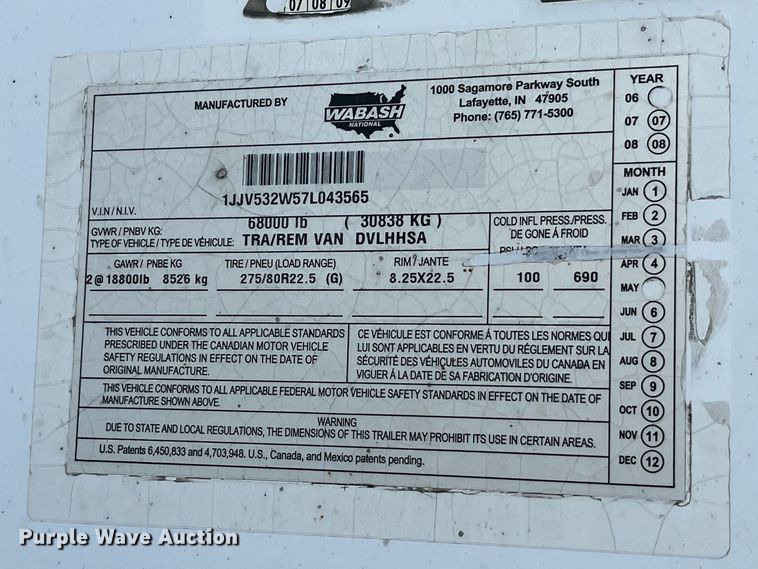 07 08 09
MANUFACTURED BY
WABASH
NATIONAL
1000 Sagamore Parkway South
Lafayette, IN 47905
Phone: (765) 771-5300
YEAR
06
07 07
08 08
MONTH
JAN 1
FEB 2
MAR 3
APR 4
MAY
JUN 6
JUL 7
AUG 8
SEP 9
OCT 10
NOV 11
DEC 12
1JJV532W57L043565
V.I.N / N.I.V.
GVWR / PNBV KG: 68000 lb ( 30838 KG )
TYPE OF VEHICLE / TYPE DE VÉHICULE: TRA/REM VAN DVLHHSA
COLD INFL PRESS./PRESS.
DE GONE À FROID
GAWR / PNBE KG TIRE / PNEU (LOAD RANGE) RIM / JANTE
2 @ 18800lb 8526 kg 275/80R22.5 (G) 8.25X22.5 100 690
THIS VEHICLE CONFORMS TO ALL APPLICABLE STANDARDS
PRESCRIBED UNDER THE CANADIAN MOTOR VEHICLE
SAFETY REGULATIONS IN EFFECT ON THE DATE OF
ORIGINAL MANUFACTURE.
CE VÉHICULE EST CONFORME Á TOUTES LES NORMES QUI
LUI SONT APPLICABLES EN VERTU DU RÉGLEMENT SUR LA
SÉCURITÉ DES VÉHICULES AUTOMOBILES DU CANADA EN
VIGUER Á LA DATE DE SA FABRICATION D'ORIGINE.
THIS VEHICLE CONFORMS TO ALL APPLICABLE FEDERAL MOTOR VEHICLE SAFETY STANDARDS IN EFFECT ON THE DATE OF
MANUFACTURE SHOWN ABOVE.
WARNING
DUE TO STATE AND LOCAL REGULATIONS, THE DIMENSIONS OF THIS TRAILER MAY PROHIBIT ITS USE IN CERTAIN AREAS.
U.S. Patents 6,450,833 and 4,703,948. U.S., Canada, and Mexico patents pending.
Purple Wave Auction